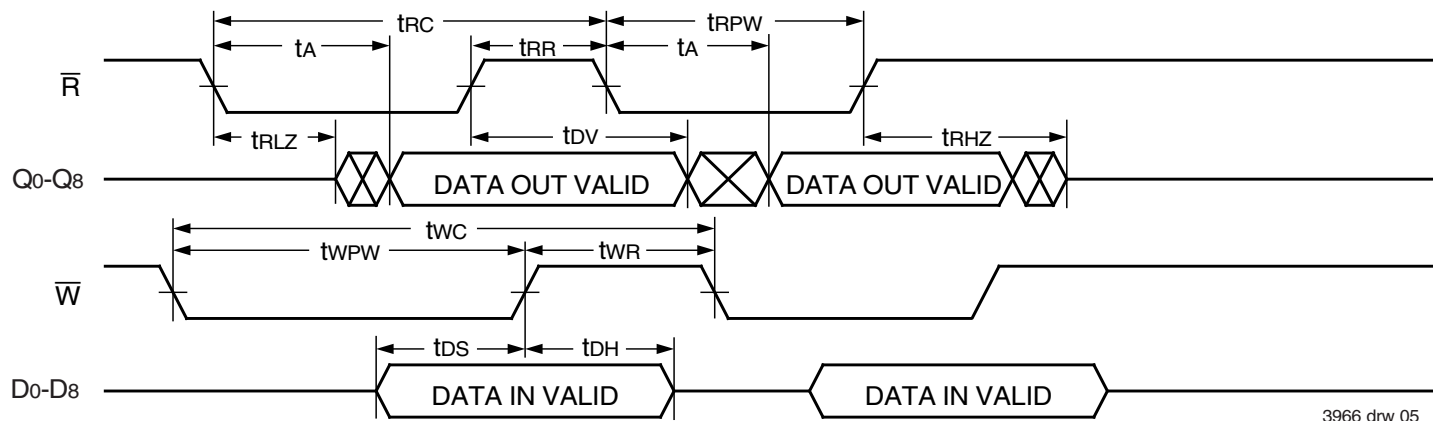 tRC tRPW
tA tRR tA
R̅
tRLZ tDV tRHZ
Q0-Q8 DATA OUT VALID DATA OUT VALID
tWC
tWPW tWR
W̅
tDS tDH
D0-D8 DATA IN VALID DATA IN VALID
3966 drw 05